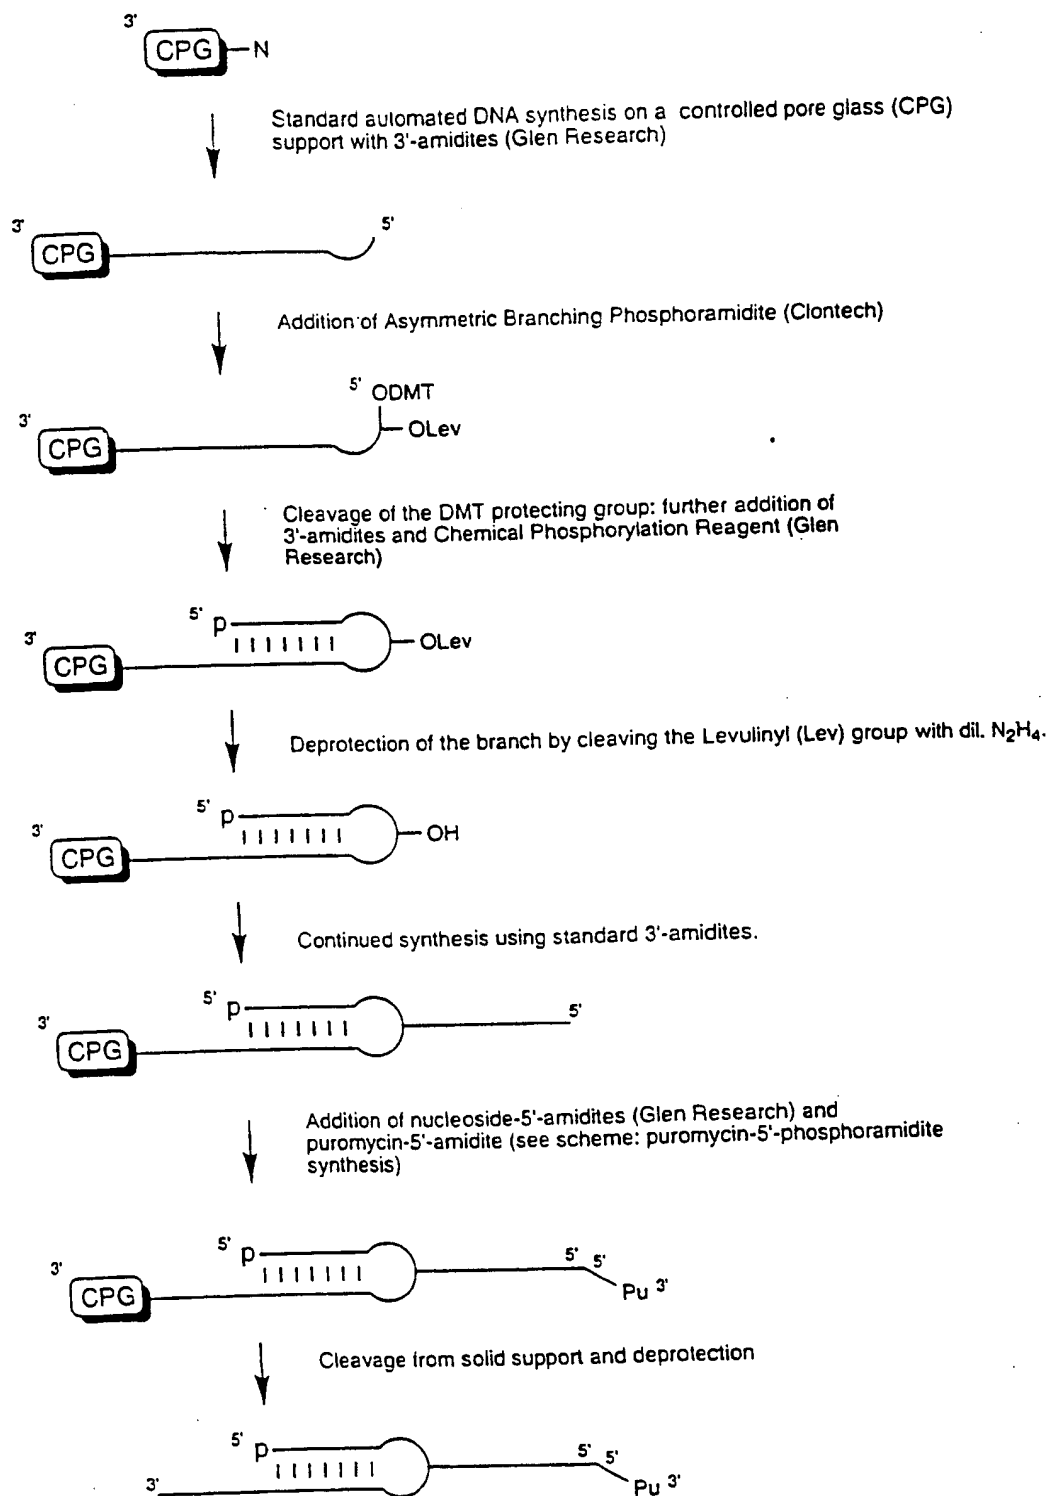 3'
CPG N
Standard automated DNA synthesis on a controlled pore glass (CPG)
support with 3'-amidites (Glen Research)
3' 5'
CPG
Addition of Asymmetric Branching Phosphoramidite (Clontech)
5' ODMT
3' OLev
CPG
Cleavage of the DMT protecting group: further addition of
3'-amidites and Chemical Phosphorylation Reagent (Glen
Research)
5' p
3' OLev
CPG
Deprotection of the branch by cleaving the Levulinyl (Lev) group with dil. N₂H₄.
5' p
3' OH
CPG
Continued synthesis using standard 3'-amidites.
5' p 5'
3'
CPG
Addition of nucleoside-5'-amidites (Glen Research) and
puromycin-5'-amidite (see scheme: puromycin-5'-phosphoramidite
synthesis)
5' p 5' 5'
3' Pu 3'
CPG
Cleavage from solid support and deprotection
5' p 5' 5'
3' Pu 3'